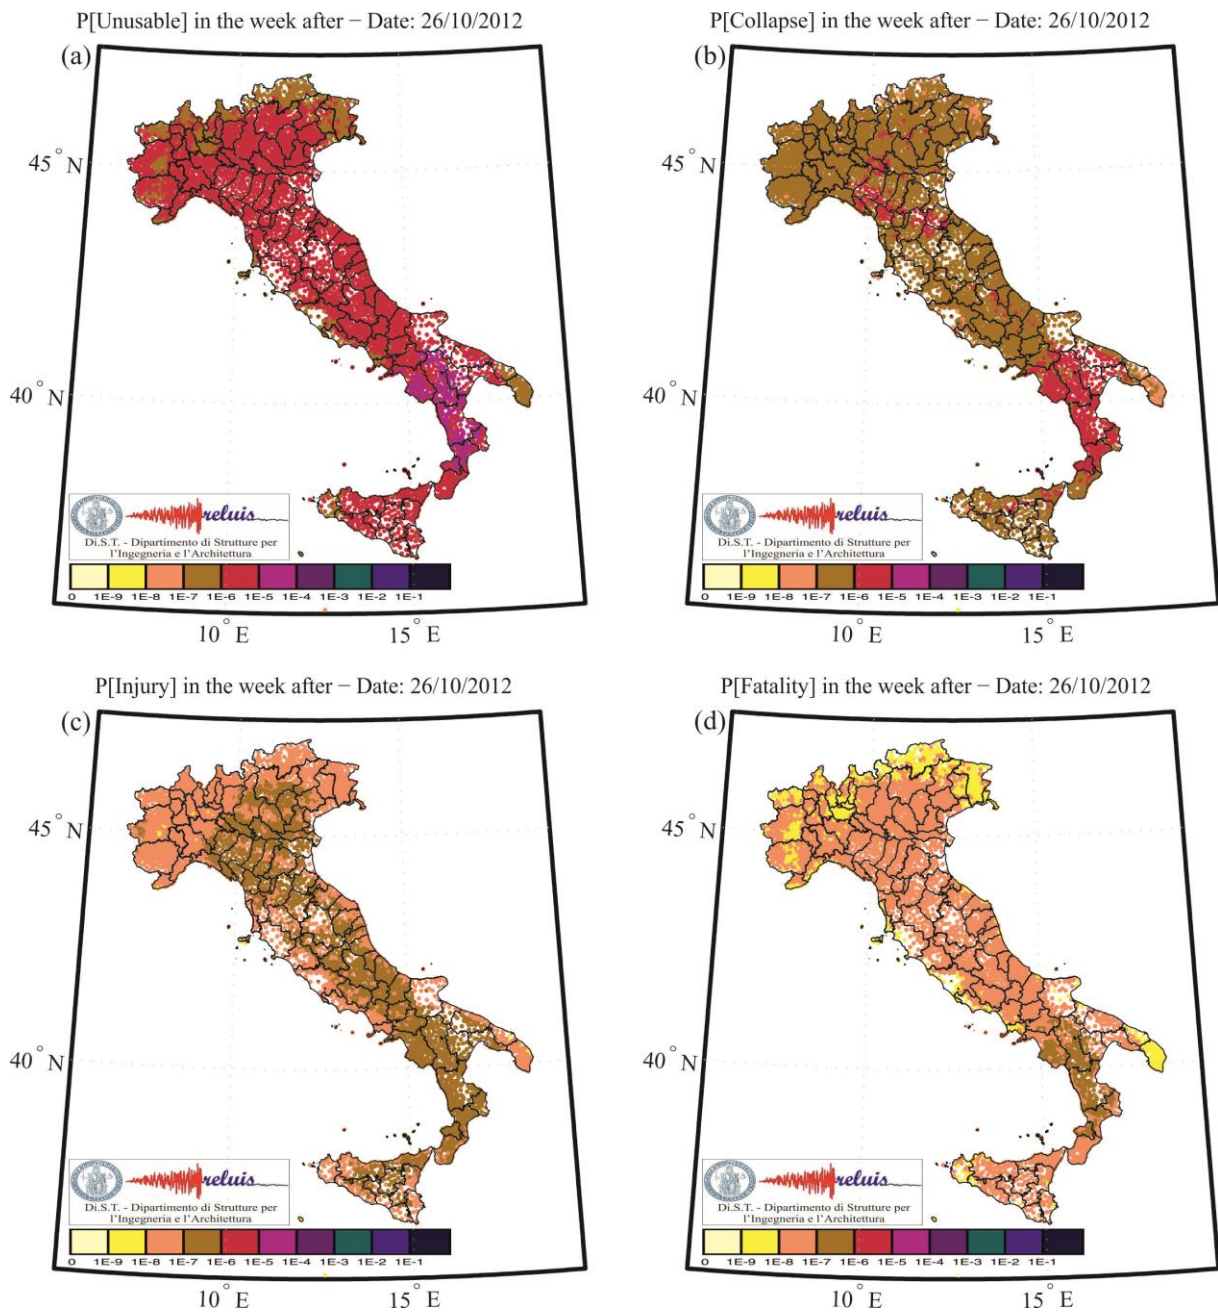 P[Unusable] in the week after − Date: 26/10/2012
(a)
45° N
40° N
reluis
Di.S.T. - Dipartimento di Strutture per
l'Ingegneria e l'Architettura
0 1E-9 1E-8 1E-7 1E-6 1E-5 1E-4 1E-3 1E-2 1E-1
10° E 15° E
P[Collapse] in the week after − Date: 26/10/2012
(b)
45° N
40° N
reluis
Di.S.T. - Dipartimento di Strutture per
l'Ingegneria e l'Architettura
0 1E-9 1E-8 1E-7 1E-6 1E-5 1E-4 1E-3 1E-2 1E-1
10° E 15° E
P[Injury] in the week after − Date: 26/10/2012
(c)
45° N
40° N
reluis
Di.S.T. - Dipartimento di Strutture per
l'Ingegneria e l'Architettura
0 1E-9 1E-8 1E-7 1E-6 1E-5 1E-4 1E-3 1E-2 1E-1
10° E 15° E
P[Fatality] in the week after − Date: 26/10/2012
(d)
45° N
40° N
reluis
Di.S.T. - Dipartimento di Strutture per
l'Ingegneria e l'Architettura
0 1E-9 1E-8 1E-7 1E-6 1E-5 1E-4 1E-3 1E-2 1E-1
10° E 15° E